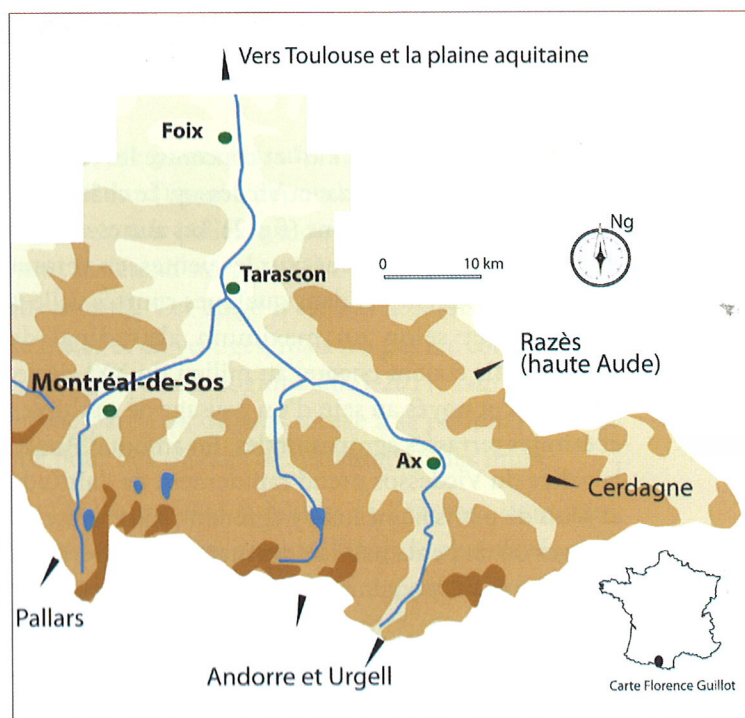 Vers Toulouse et la plaine aquitaine
Foix
Ng
0
10 km
Tarascon
Razès
(haute Aude)
Montréal-de-Sos
Ax
Cerdagne
Pallars
Andorre et Urgell
Carte Florence Guillot